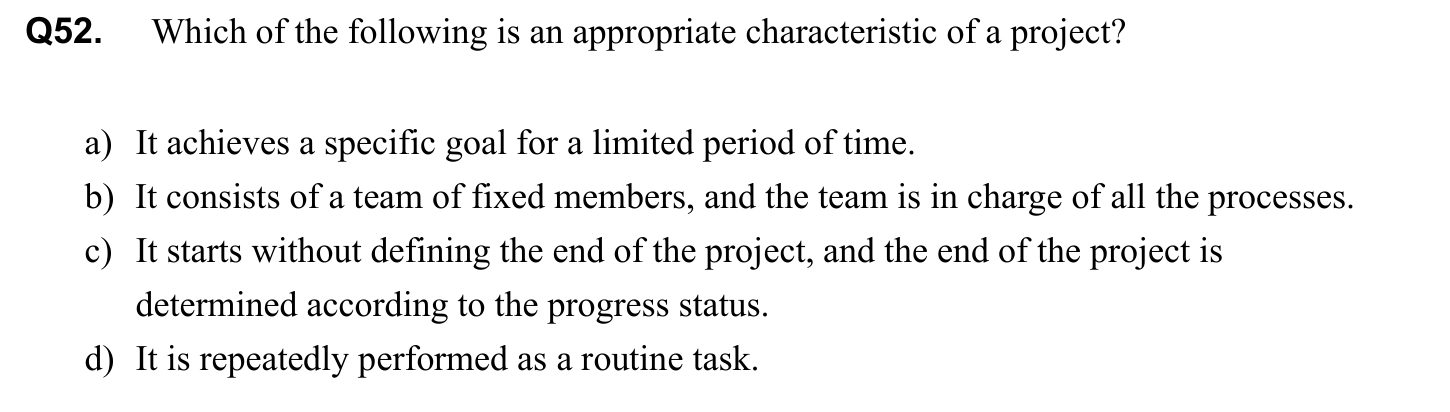 Q52. Which of the following is an appropriate characteristic of a project?
a) It achieves a specific goal for a limited period of time.
b) It consists of a team of fixed members, and the team is in charge of all the processes.
c) It starts without defining the end of the project, and the end of the project is
determined according to the progress status.
d) It is repeatedly performed as a routine task.